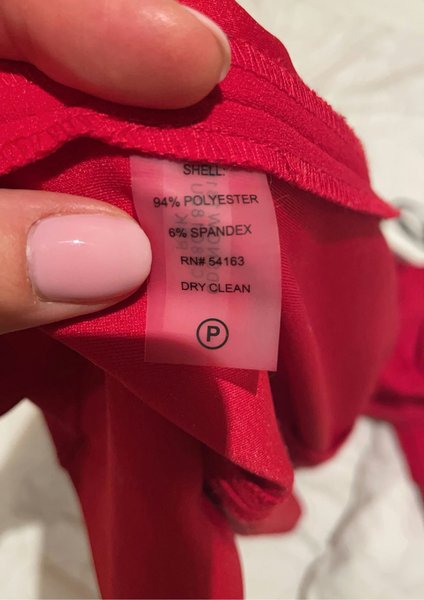 SHELL:
94% POLYESTER
6% SPANDEX
RN# 54163
DRY CLEAN
P